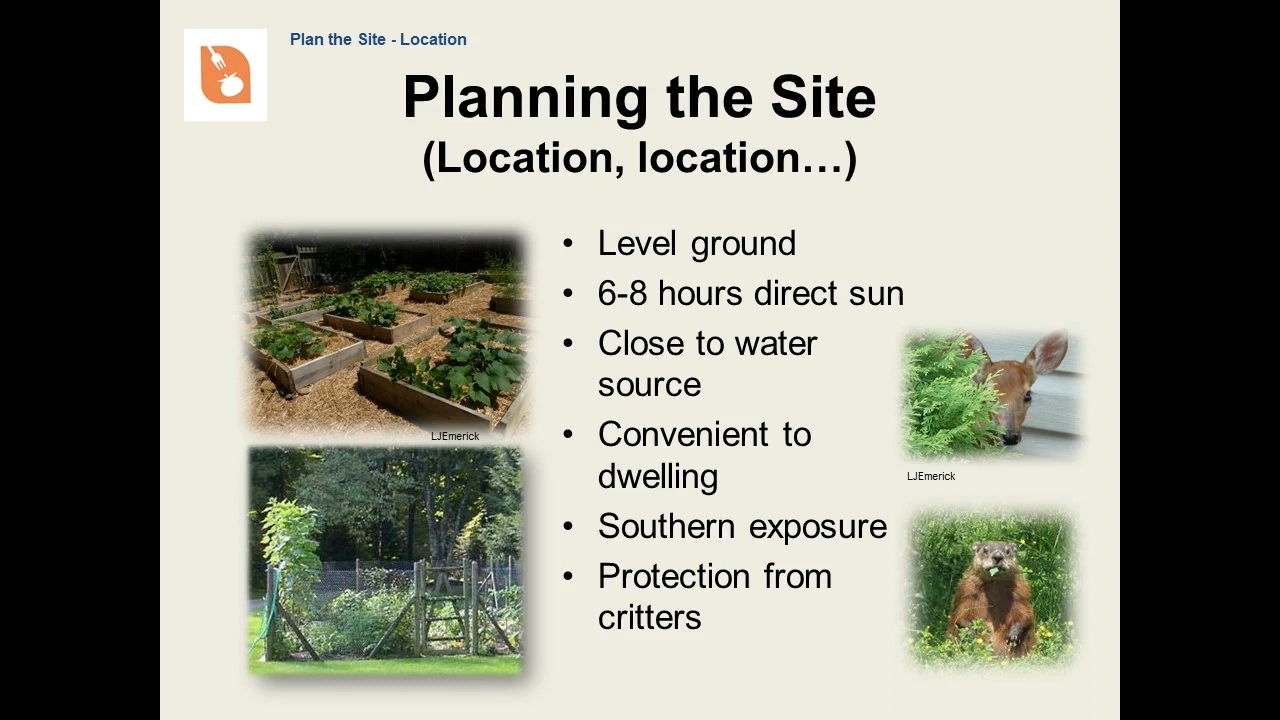 Plan the Site - Location
Planning the Site
(Location, location…)
• Level ground
• 6-8 hours direct sun
• Close to water
source
• Convenient to
dwelling
• Southern exposure
• Protection from
critters
LJEmerick
LJEmerick